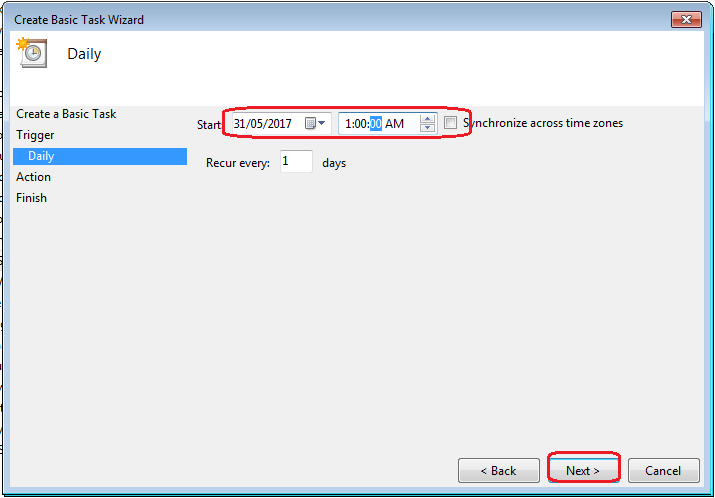 Create Basic Task Wizard
Daily
Create a Basic Task
Trigger
Daily
Action
Finish
Start: 31/05/2017 1:00:00 AM Synchronize across time zones
Recur every: 1 days
< Back Next > Cancel